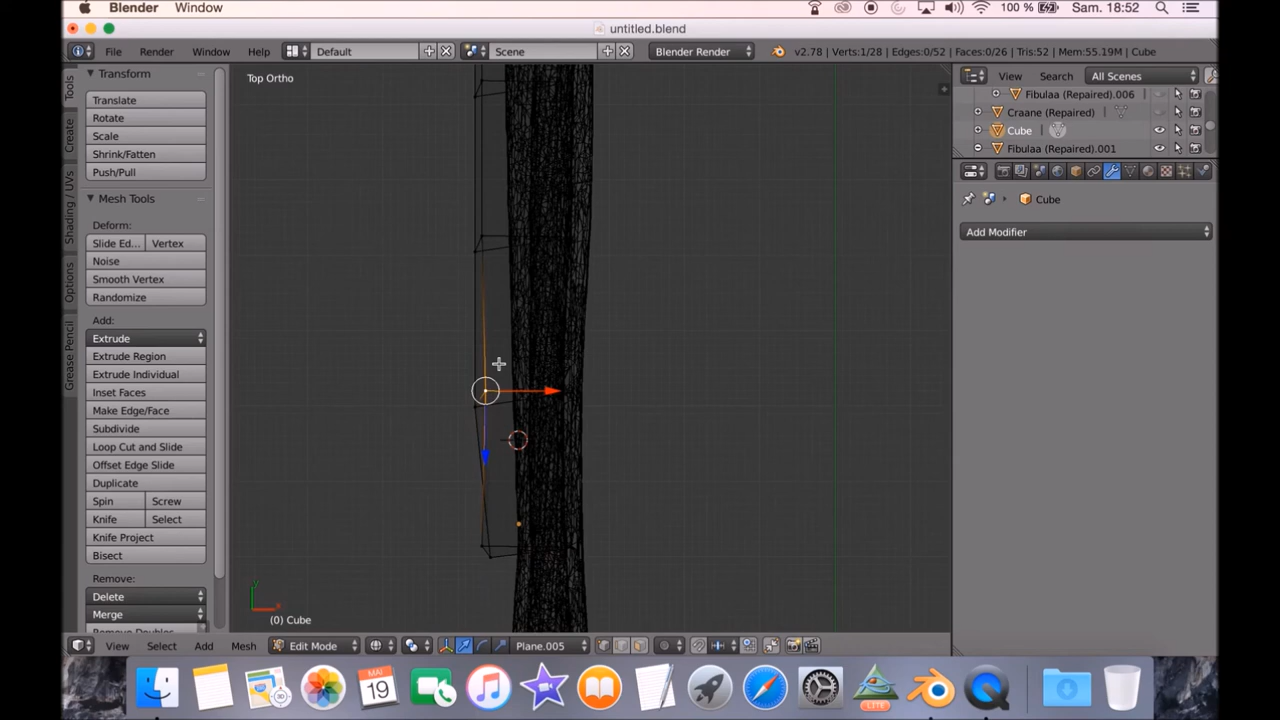 Blender Window 100 % Sam. 18:52
untitled.blend
File Render Window Help Default Scene Blender Render v2.78 | Verts:1/28 | Edges:0/52 | Faces:0/26 | Tris:52 | Mem:55.19M | Cube
Transform
Translate
Rotate
Scale
Shrink/Fatten
Push/Pull
Mesh Tools
Deform:
Slide Ed... Vertex
Noise
Smooth Vertex
Randomize
Add:
Extrude
Extrude Region
Extrude Individual
Inset Faces
Make Edge/Face
Subdivide
Loop Cut and Slide
Offset Edge Slide
Duplicate
Spin Screw
Knife Select
Knife Project
Bisect
Remove:
Delete
Merge
Remove Doubles
Tools
Create
Shading / UVs
Options
Grease Pencil
Top Ortho
(0) Cube
View Search All Scenes
Fibulaa (Repaired).006
Craane (Repaired)
Cube
Fibulaa (Repaired).001
Cube
Add Modifier
View Select Add Mesh Edit Mode Plane.005
MAI
19
LITE